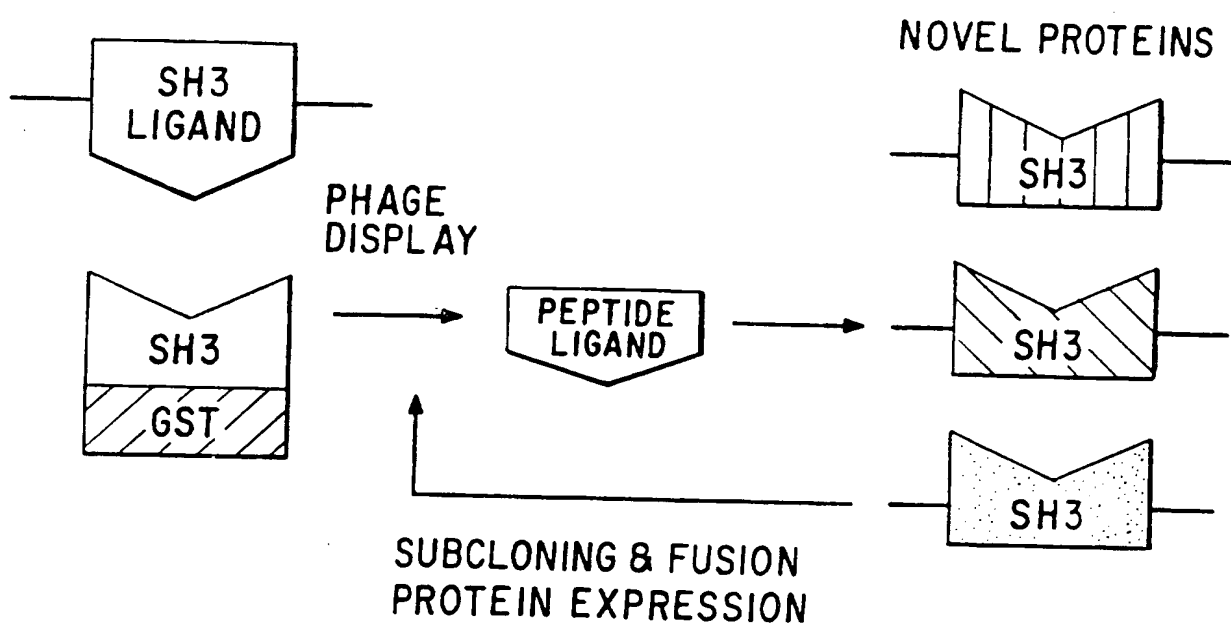 SH3
LIGAND
SH3
GST
PHAGE
DISPLAY
PEPTIDE
LIGAND
NOVEL PROTEINS
SH3
SH3
SH3
SUBCLONING & FUSION
PROTEIN EXPRESSION